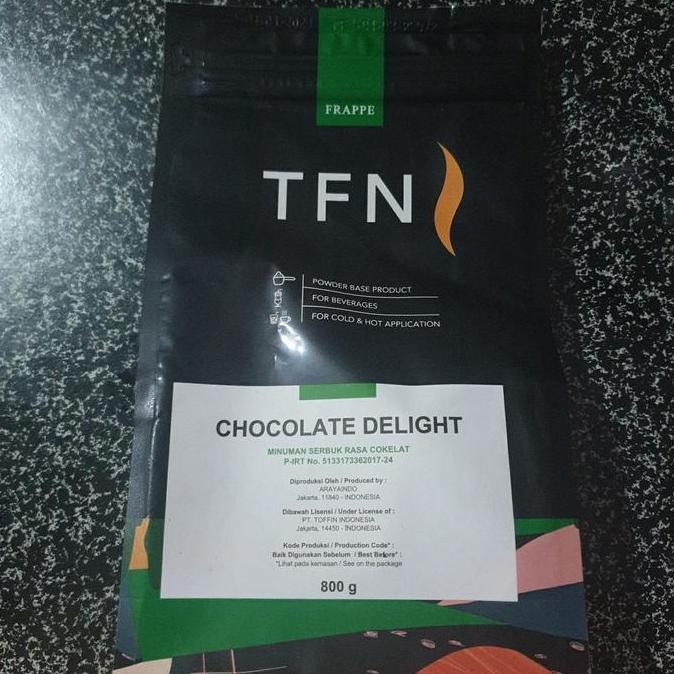 FRAPPE
TFN
POWDER BASE PRODUCT
FOR BEVERAGES
FOR COLD & HOT APPLICATION
CHOCOLATE DELIGHT
MINUMAN SERBUK RASA COKELAT
P-IRT No. 5133173362017-24
Diproduksi Oleh / Produced by :
ARAYAINDO
Jakarta, 11840 - INDONESIA
Dibawah Lisensi / Under License of :
PT. TOFFIN INDONESIA
Jakarta, 14450 - INDONESIA
Kode Produksi / Production Code* :
Baik Digunakan Sebelum / Best Before* :
*Lihat pada kemasan / See on the package
800 g